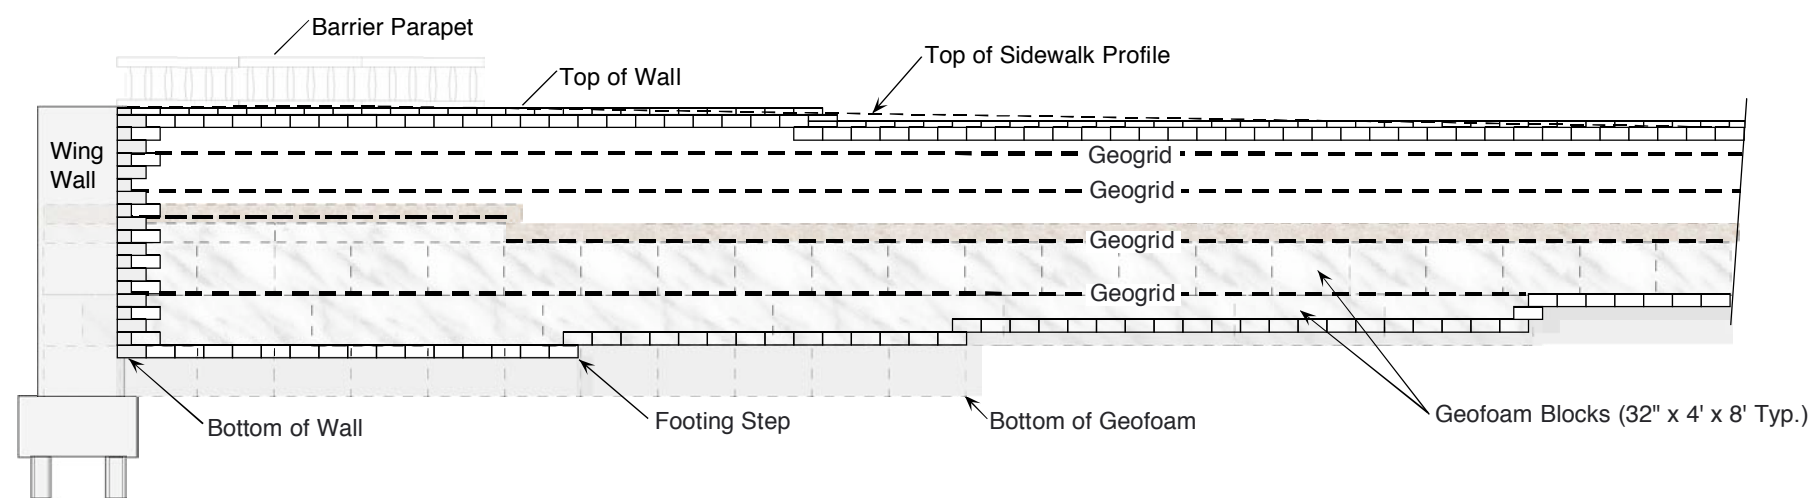 Barrier Parapet
Top of Wall
Top of Sidewalk Profile
Wing
Wall
Geogrid
Geogrid
Geogrid
Geogrid
Bottom of Wall
Footing Step
Bottom of Geofoam
Geofoam Blocks (32" x 4' x 8' Typ.)